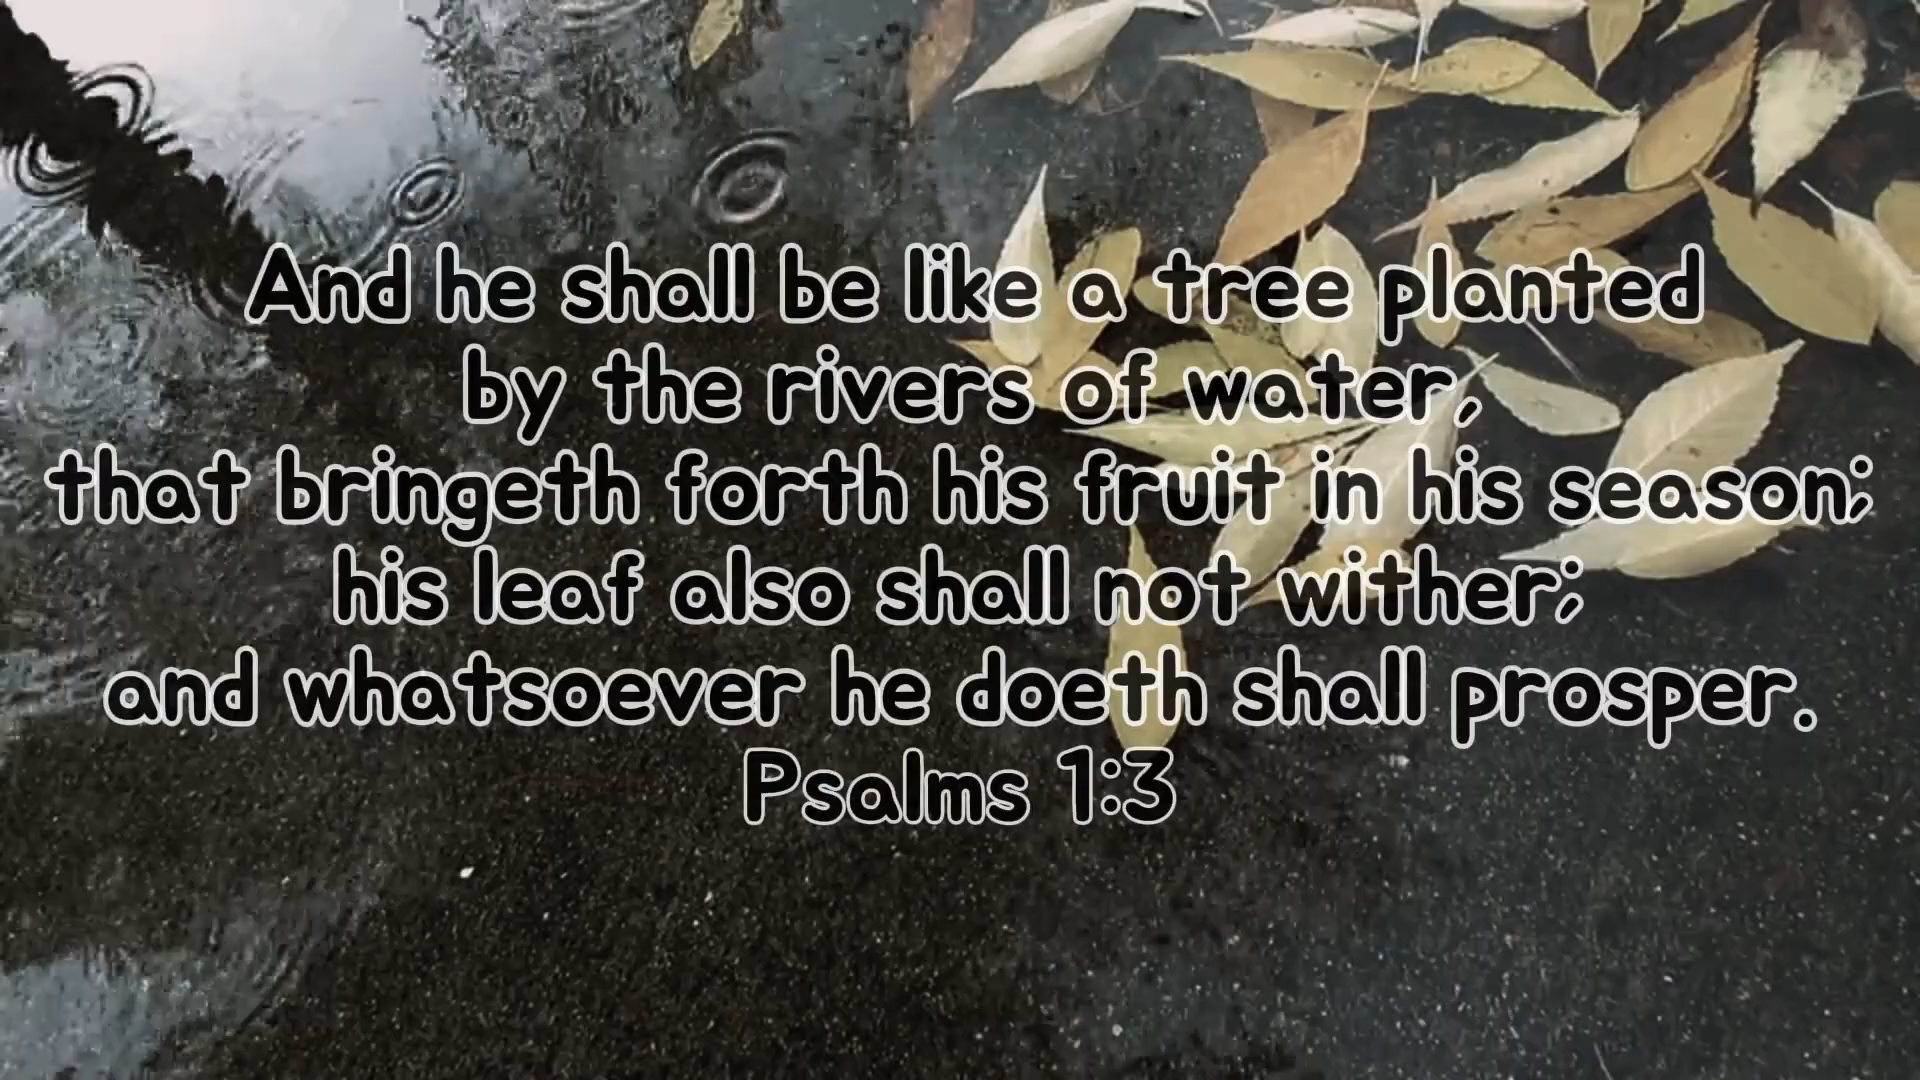 And he shall be like a tree planted
by the rivers of water,
that bringeth forth his fruit in his season;
his leaf also shall not wither;
and whatsoever he doeth shall prosper.
Psalms 1:3